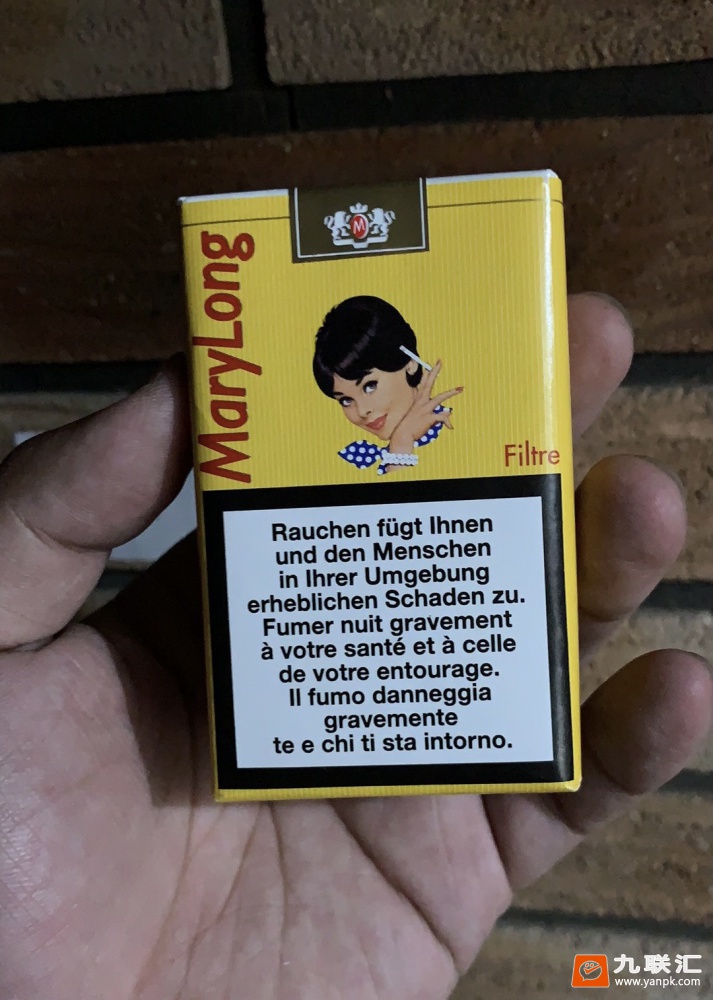 M
MaryLong
Filtre
Rauchen fügt Ihnen
und den Menschen
in Ihrer Umgebung
erheblichen Schaden zu.
Fumer nuit gravement
à votre santé et à celle
de votre entourage.
Il fumo danneggia
gravemente
te e chi ti sta intorno.
九联汇
www.yanpk.com